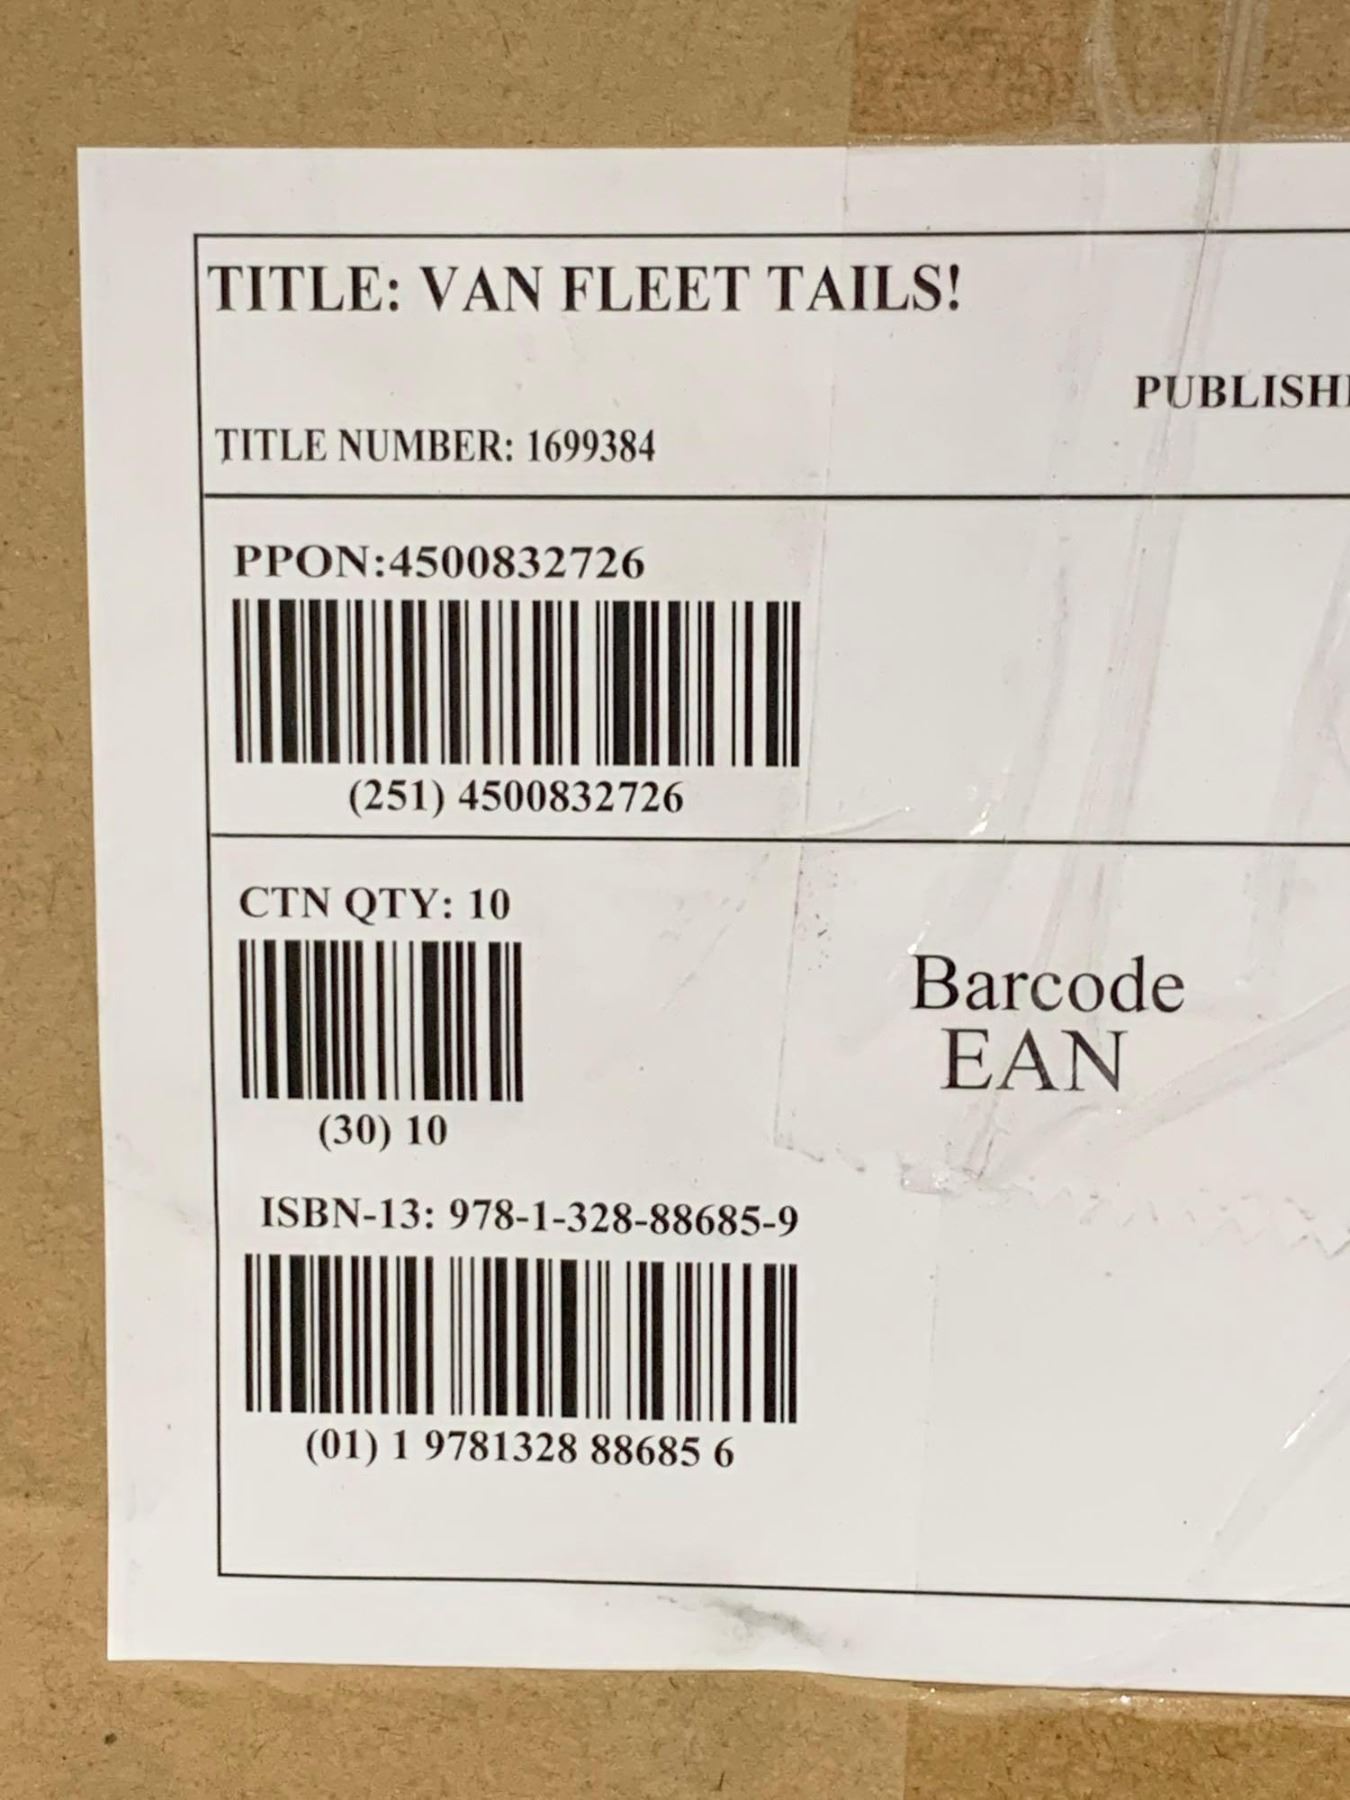 TITLE: VAN FLEET TAILS!
TITLE NUMBER: 1699384
PPON:4500832726
(251) 4500832726
CTN QTY: 10
(30) 10
Barcode
EAN
ISBN-13: 978-1-328-88685-9
(01) 1 9781328 88685 6